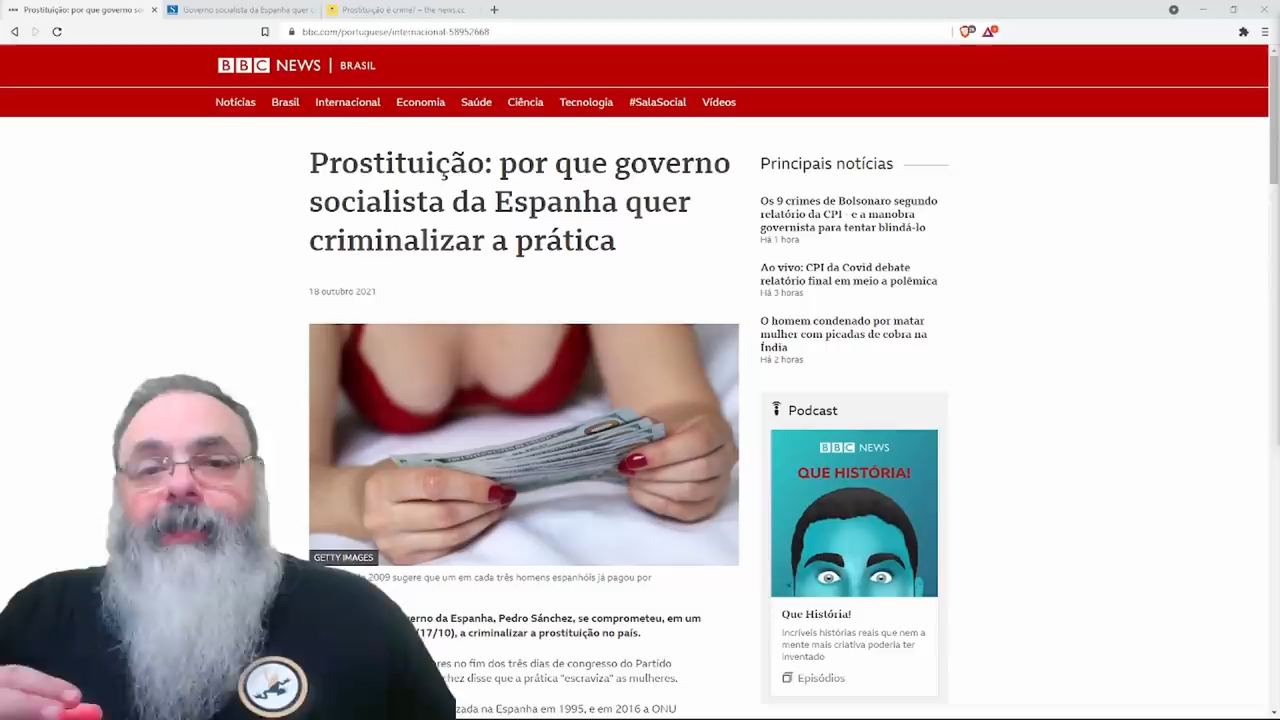 Prostituição: por que governo so
Governo socialista da Espanha quer c
Prostituição é crime? – the news.cc
bbc.com/portuguese/internacional-58952668
BBC NEWS | BRASIL
Notícias Brasil Internacional Economia Saúde Ciência Tecnologia #SalaSocial Vídeos
Prostituição: por que governo
socialista da Espanha quer
criminalizar a prática
18 outubro 2021
GETTY IMAGES
2009 sugere que um em cada três homens espanhóis já pagou por
erno da Espanha, Pedro Sánchez, se comprometeu, em um
(17/10), a criminalizar a prostituição no país.
res no fim dos três dias de congresso do Partido
chez disse que a prática "escraviza" as mulheres.
zada na Espanha em 1995, e em 2016 a ONU
Principais notícias
Os 9 crimes de Bolsonaro segundo
relatório da CPI - e a manobra
governista para tentar blindá-lo
Há 1 hora
Ao vivo: CPI da Covid debate
relatório final em meio a polêmica
Há 3 horas
O homem condenado por matar
mulher com picadas de cobra na
Índia
Há 2 horas
Podcast
BBC NEWS
QUE HISTÓRIA!
Que História!
Incríveis histórias reais que nem a
mente mais criativa poderia ter
inventado
Episódios